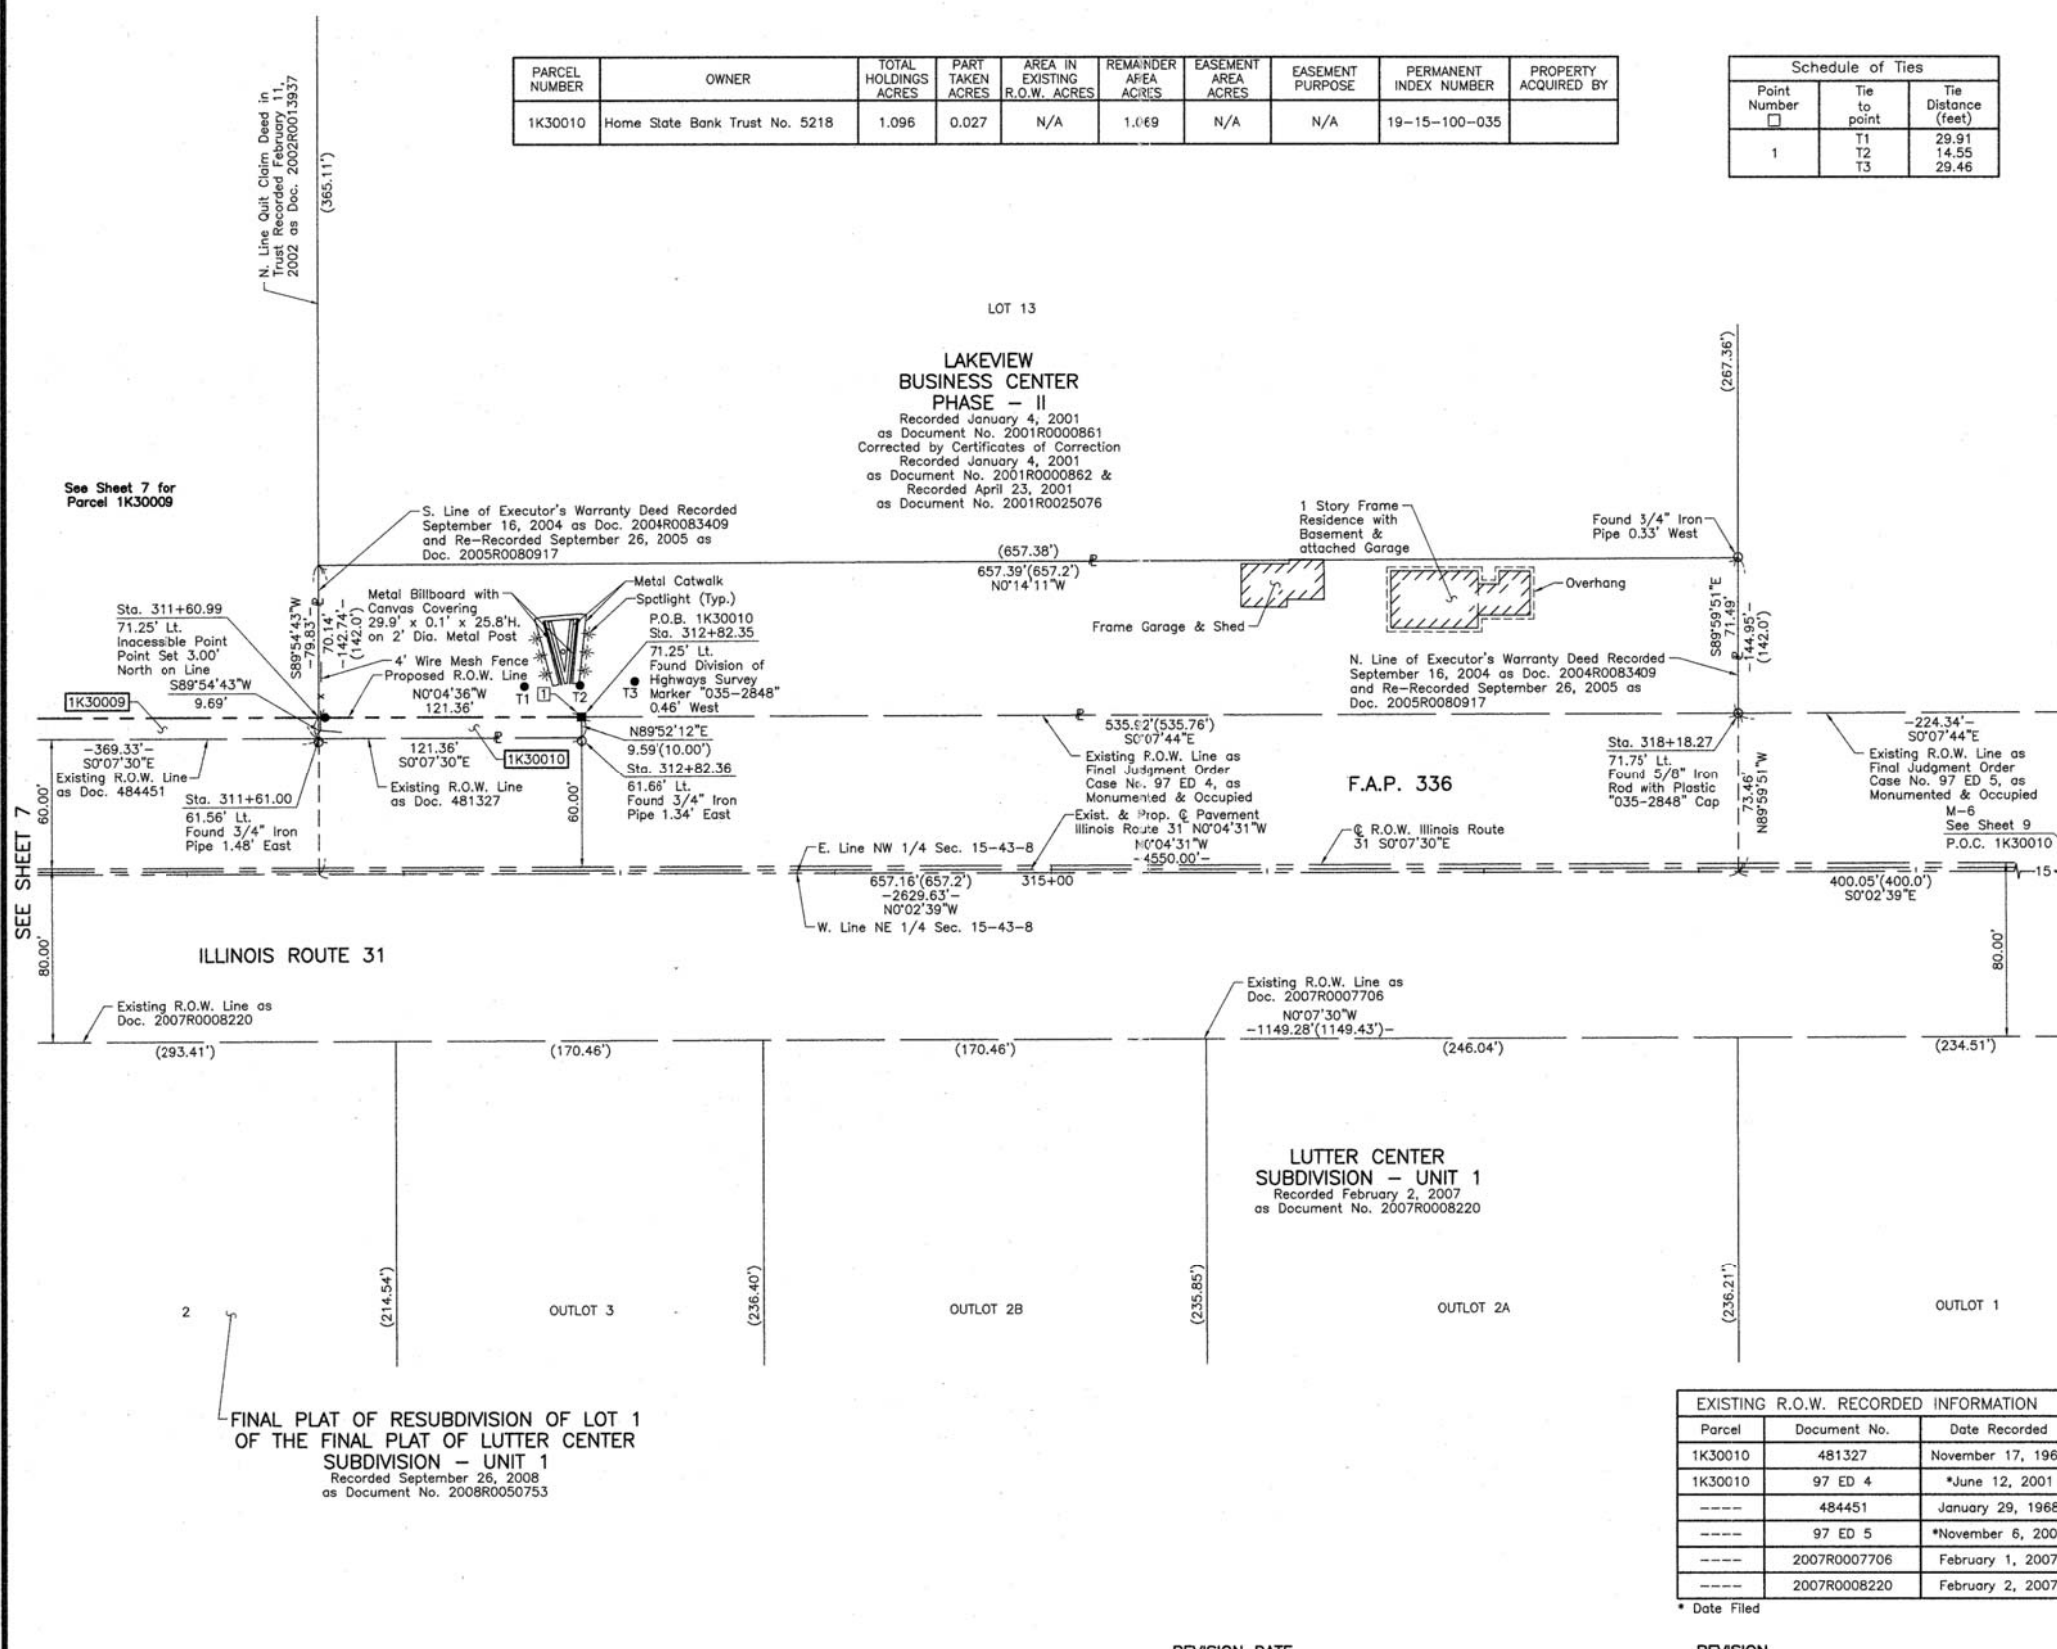 PARCEL NUMBER | OWNER | TOTAL HOLDINGS ACRES | PART TAKEN ACRES | AREA IN EXISTING R.O.W. ACRES | REMAINDER AREA ACRES | EASEMENT AREA ACRES | EASEMENT PURPOSE | PERMANENT INDEX NUMBER | PROPERTY ACQUIRED BY
1K30010 | Home State Bank Trust No. 5218 | 1.096 | 0.027 | N/A | 1.069 | N/A | N/A | 19-15-100-035
Schedule of Ties
Point Number □ | Tie to point | Tie Distance (feet)
1 | T1 | 29.91
T2 | 14.55
T3 | 29.46
N. Line Quit Claim Deed in
Trust Recorded February 11,
2002 as Doc. 2002R0013937
(365.11')
LOT 13
LAKEVIEW
BUSINESS CENTER
PHASE - II
Recorded January 4, 2001
as Document No. 2001R0000861
Corrected by Certificates of Correction
Recorded January 4, 2001
as Document No. 2001R0000862 &
Recorded April 23, 2001
as Document No. 2001R0025076
(267.36')
See Sheet 7 for
Parcel 1K30009
S. Line of Executor's Warranty Deed Recorded
September 16, 2004 as Doc. 2004R0083409
and Re-Recorded September 26, 2005 as
Doc. 2005R0080917
(657.38')
657.39'(657.2')
N0°14'11"W
1 Story Frame
Residence with
Basement &
attached Garage
Found 3/4" Iron
Pipe 0.33' West
Overhang
Frame Garage & Shed
Metal Catwalk
Spotlight (Typ.)
Metal Billboard with
Canvas Covering
29.9' x 0.1' x 25.8'H.
on 2' Dia. Metal Post
P.O.B. 1K30010
Sta. 312+82.35
71.25' Lt.
Found Division of
Highways Survey
Marker "035-2848"
0.46' West
Sta. 311+60.99
71.25' Lt.
Inacessible Point
Point Set 3.00'
North on Line
S89°54'43"W
9.69'
S89°54'43"W
-79.83'-
70.14'
-142.74'-
(142.0')
4' Wire Mesh Fence
Proposed R.O.W. Line
N0°04'36"W
121.36'
T1
1
T2
T3
1K30009
N. Line of Executor's Warranty Deed Recorded
September 16, 2004 as Doc. 2004R0083409
and Re-Recorded September 26, 2005 as
Doc. 2005R0080917
S89°59'51"E
71.49'
-144.95'-
(142.0')
-369.33'-
S0°07'30"E
Existing R.O.W. Line
as Doc. 484451
Sta. 311+61.00
61.56' Lt.
Found 3/4" Iron
Pipe 1.48' East
121.36'
S0°07'30"E
1K30010
Existing R.O.W. Line
as Doc. 481327
N89°52'12"E
9.59'(10.00')
Sta. 312+82.36
61.66' Lt.
Found 3/4" Iron
Pipe 1.34' East
60.00'
60.00'
535.92'(535.76')
S0°07'44"E
Existing R.O.W. Line as
Final Judgment Order
Case No. 97 ED 4, as
Monumented & Occupied
Exist. & Prop. ℄ Pavement
Illinois Route 31 N0°04'31"W
N0°04'31"W
-4550.00'-
F.A.P. 336
℄ R.O.W. Illinois Route
31 S0°07'30"E
Sta. 318+18.27
71.75' Lt.
Found 5/8" Iron
Rod with Plastic
"035-2848" Cap
73.46'
N89°59'51"W
-224.34'-
S0°07'44"E
Existing R.O.W. Line as
Final Judgment Order
Case No. 97 ED 5, as
Monumented & Occupied
M-6
See Sheet 9
P.O.C. 1K30010
SEE SHEET 7
E. Line NW 1/4 Sec. 15-43-8
657.16'(657.2')
-2629.63'-
N0°02'39"W
315+00
W. Line NE 1/4 Sec. 15-43-8
400.05'(400.0')
S0°02'39"E
15
80.00'
80.00'
ILLINOIS ROUTE 31
Existing R.O.W. Line as
Doc. 2007R0008220
Existing R.O.W. Line as
Doc. 2007R0007706
N0°07'30"W
-1149.28'(1149.43')-
(293.41')
(170.46')
(170.46')
(246.04')
(234.51')
LUTTER CENTER
SUBDIVISION - UNIT 1
Recorded February 2, 2007
as Document No. 2007R0008220
(214.54')
(236.40')
(235.85')
(236.21')
2
OUTLOT 3
OUTLOT 2B
OUTLOT 2A
OUTLOT 1
FINAL PLAT OF RESUBDIVISION OF LOT 1
OF THE FINAL PLAT OF LUTTER CENTER
SUBDIVISION - UNIT 1
Recorded September 26, 2008
as Document No. 2008R0050753
EXISTING R.O.W. RECORDED INFORMATION
Parcel | Document No. | Date Recorded
1K30010 | 481327 | November 17, 196
1K30010 | 97 ED 4 | *June 12, 2001
---- | 484451 | January 29, 1968
---- | 97 ED 5 | *November 6, 200
---- | 2007R0007706 | February 1, 2007
---- | 2007R0008220 | February 2, 2007
* Date Filed
REVISION DATE
REVISION